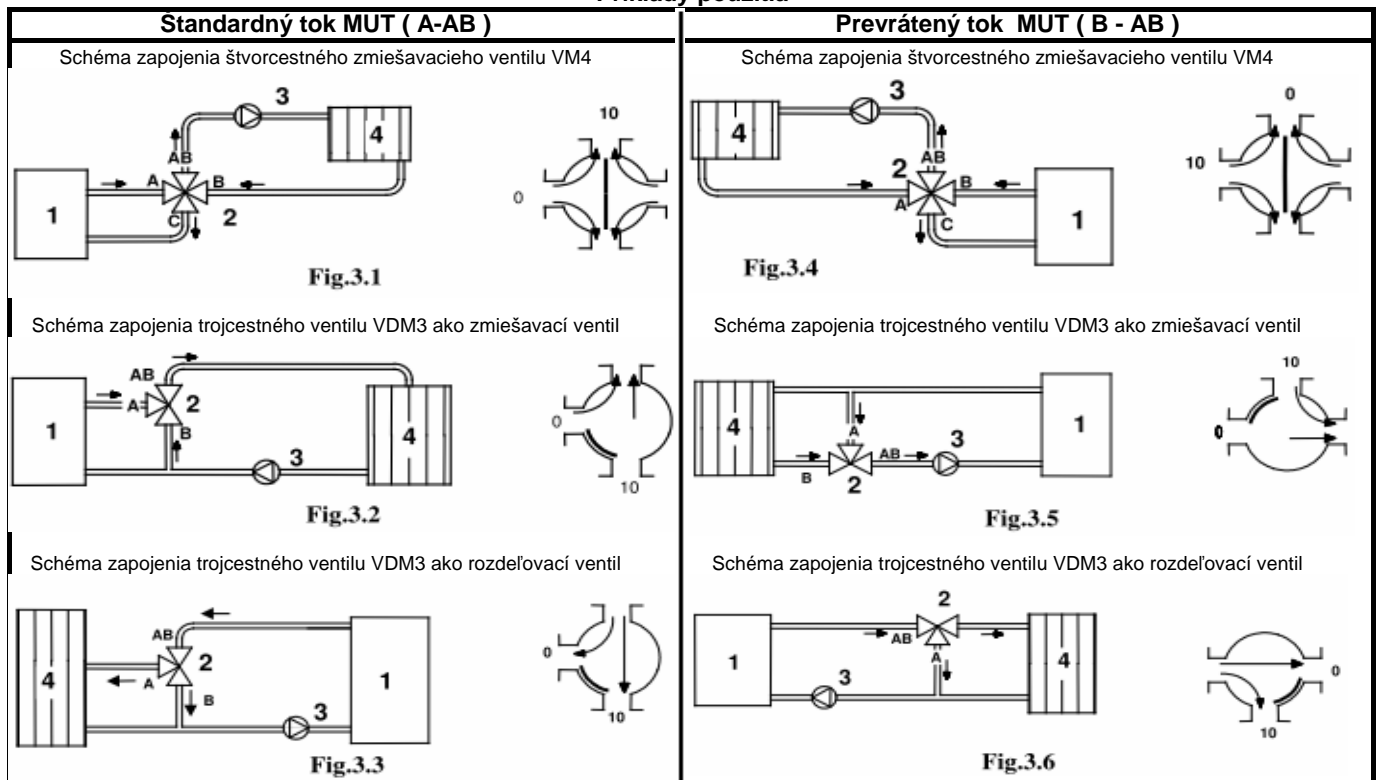 Štandardný tok MUT ( A-AB )
Schéma zapojenia štvorcestného zmiešavacieho ventilu VM4
3
10
4
AB
A
B
1
2
0
C
Fig.3.1
Schéma zapojenia trojcestného ventilu VDM3 ako zmiešavací ventil
AB
A
2
0
1
B
4
3
10
Fig.3.2
Schéma zapojenia trojcestného ventilu VDM3 ako rozdeľovací ventil
AB
2
0
4
A
1
B
3
10
Fig.3.3
Prevrátený tok MUT ( B - AB )
Schéma zapojenia štvorcestného zmiešavacieho ventilu VM4
3
0
4
AB
10
2
B
A
1
C
Fig.3.4
Schéma zapojenia trojcestného ventilu VDM3 ako zmiešavací ventil
10
4
1
A
0
AB
3
B
2
Fig.3.5
Schéma zapojenia trojcestného ventilu VDM3 ako rozdeľovací ventil
2
AB
1
A
4
0
3
10
Fig.3.6